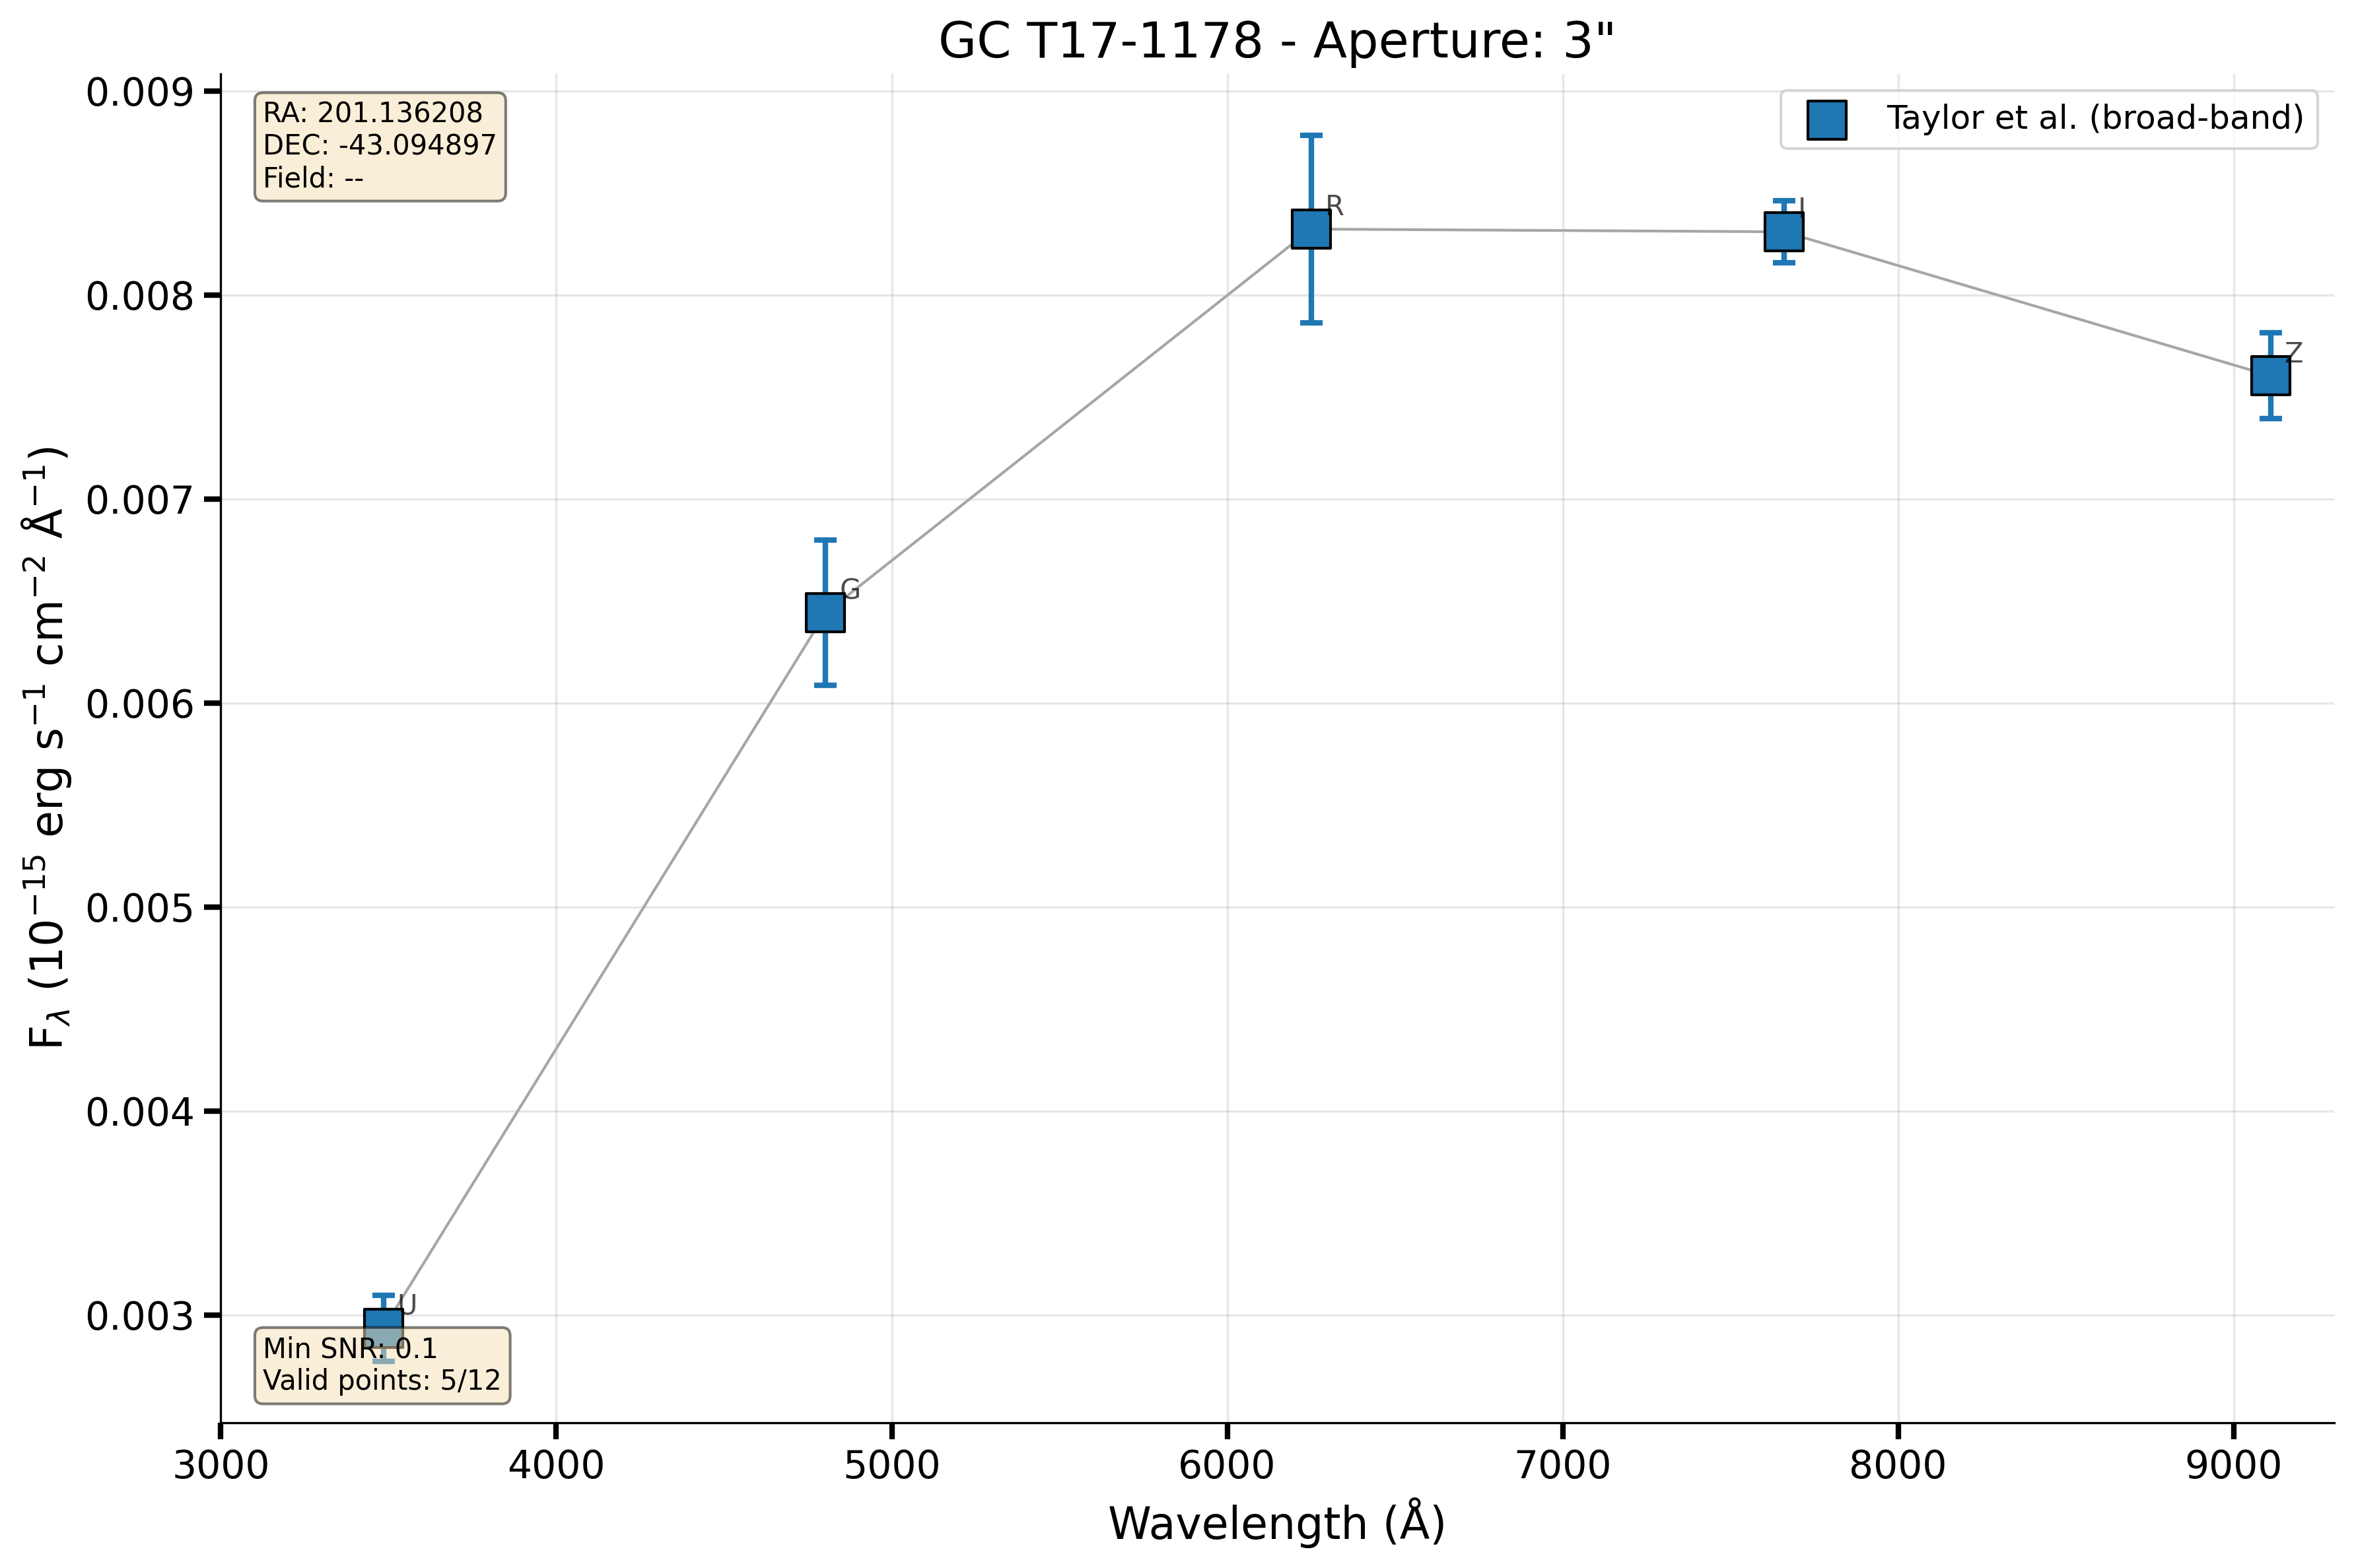 GC T17-1178 - Aperture: 3"
RA: 201.136208
DEC: -43.094897
Field: --
Taylor et al. (broad-band)
0.009
0.008
0.007
0.006
0.005
0.004
0.003
F_λ (10⁻¹⁵ erg s⁻¹ cm⁻² Å⁻¹)
U
G
R
I
Z
Min SNR: 0.1
Valid points: 5/12
3000 4000 5000 6000 7000 8000 9000
Wavelength (Å)